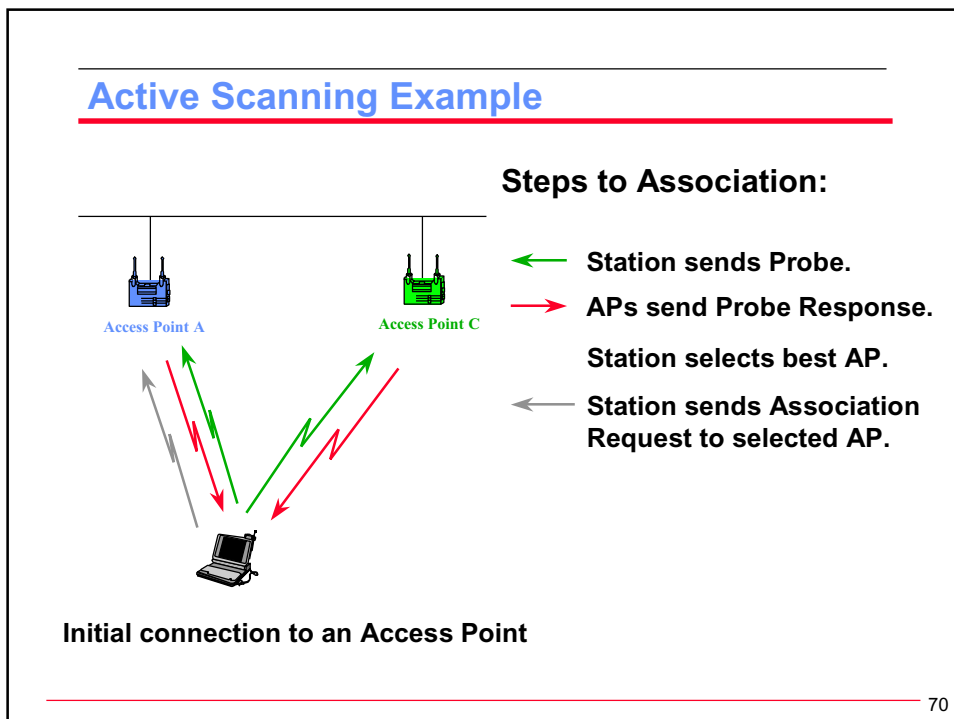 Active Scanning Example
Steps to Association:
Station sends Probe.
APs send Probe Response.
Station selects best AP.
Station sends Association
Request to selected AP.
Access Point A
Access Point C
Initial connection to an Access Point
70